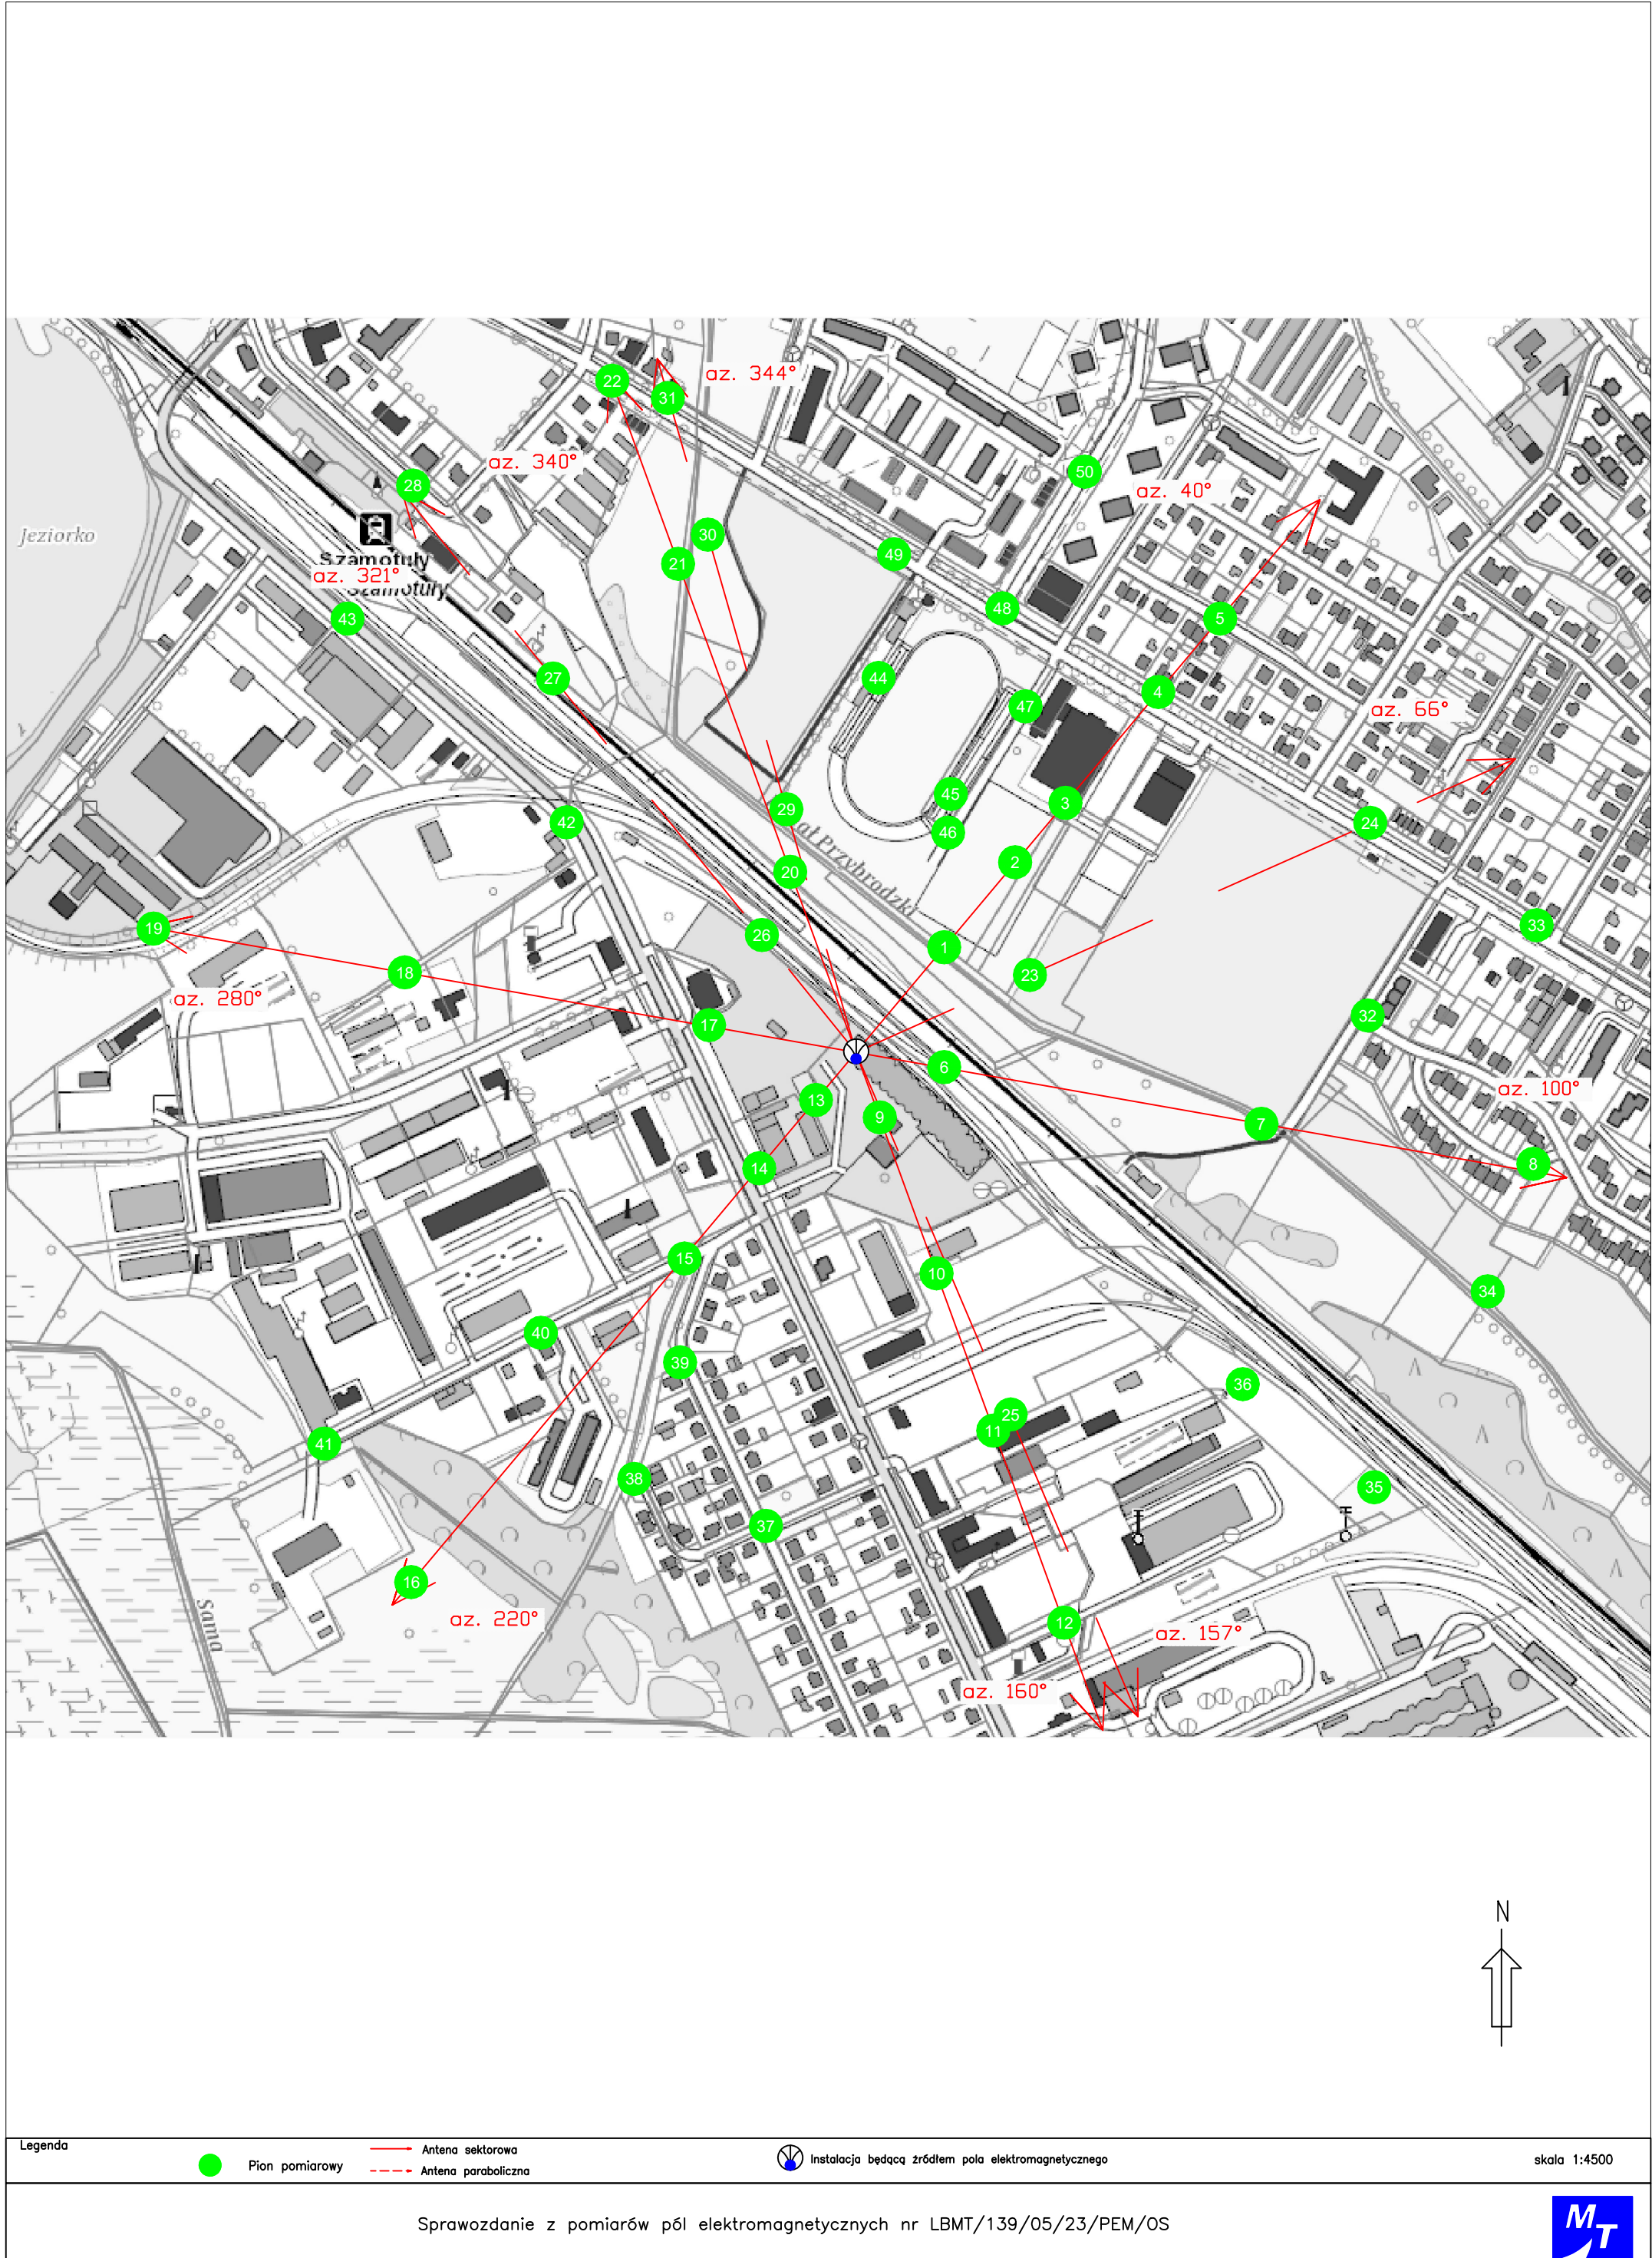 22
31
az. 344°
50
az. 340°
28
az. 40°
Jeziorko
30
49
21
Szamotuły
az. 321°
Szamotuły
48
43
5
27
44
4
47
az. 66°
45
3
29
42
46
24
at Przybrodzki
2
20
19
26
1
33
18
23
az. 280°
17
32
6
az. 100°
13
9
7
14
8
15
10
34
40
39
36
25
11
41
38
35
37
16
Sama
az. 220°
12
az. 157°
az. 160°
N
Legenda
Pion pomiarowy
Antena sektorowa
Antena paraboliczna
Instalacja będącą źródłem pola elektromagnetycznego
skala 1:4500
Sprawozdanie z pomiarów pól elektromagnetycznych nr LBMT/139/05/23/PEM/OS
MT